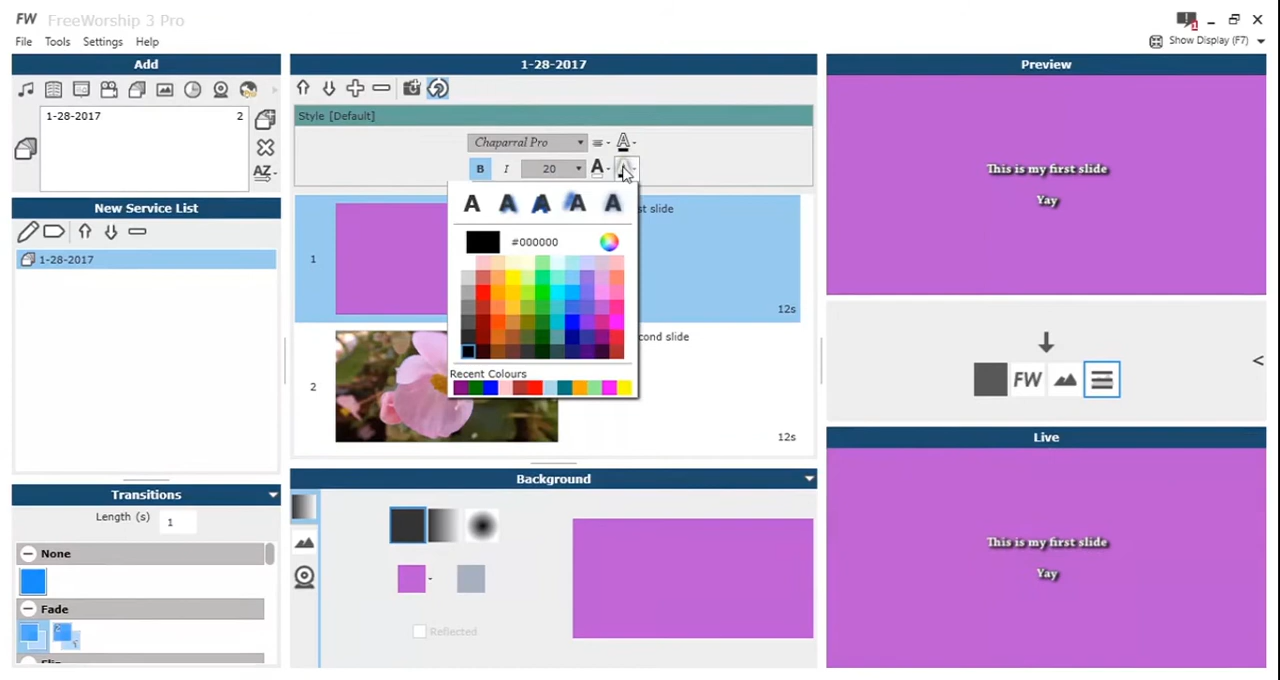 FW FreeWorship 3 Pro
File Tools Settings Help
Show Display (F7)
Add
1-28-2017 2
AZ
New Service List
1-28-2017
Transitions
Length (s) 1
None
Fade
1-28-2017
Style [Default]
Chaparral Pro
A
B I 20 A
A A A A A
#000000
Recent Colours
1
st slide
12s
2
cond slide
12s
Background
Reflected
Preview
This is my first slide
Yay
FW
<
Live
This is my first slide
Yay